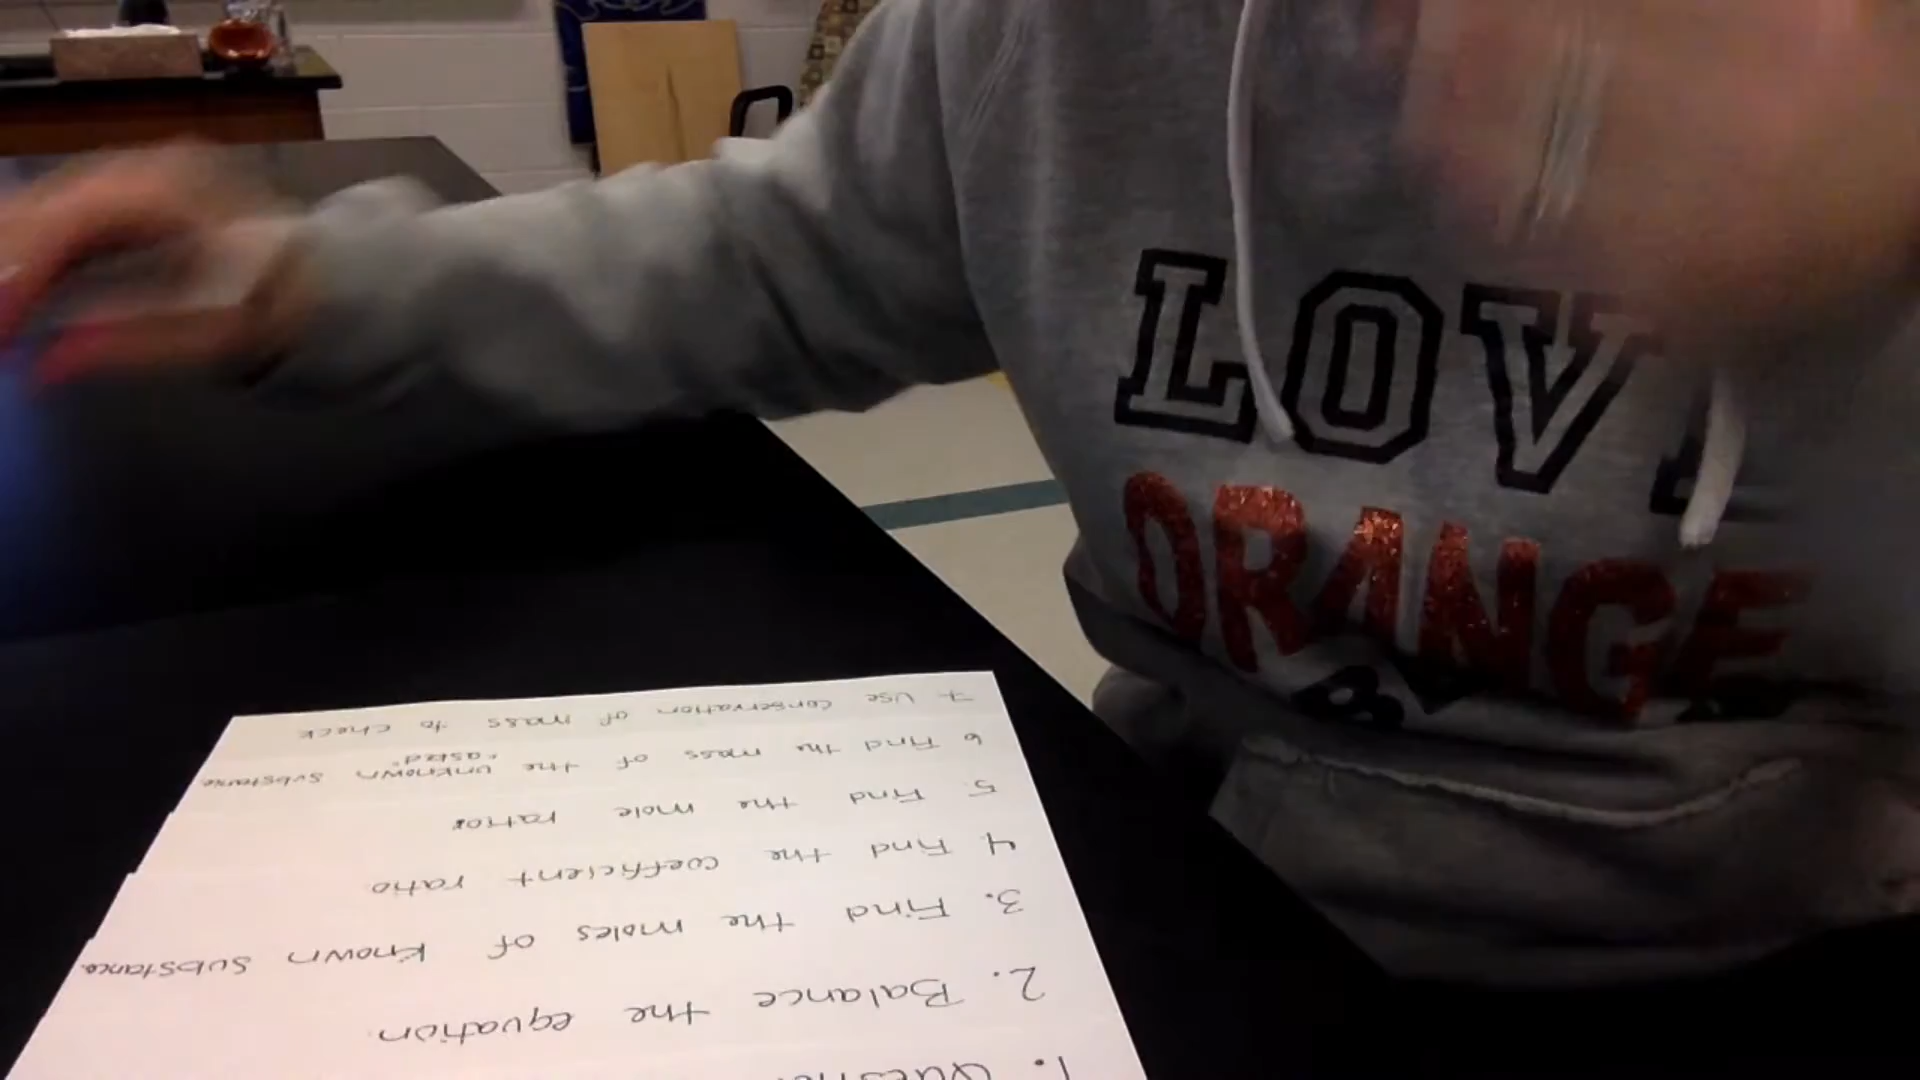 LOVE
ORANGE
1. Question
2. Balance the equation
3. Find the moles of known substance
4 Find the coefficient ratio
5. Find the mole ratio
6 Find the mass of the unknown substance
"asked"
7 Use conservation of mass to check